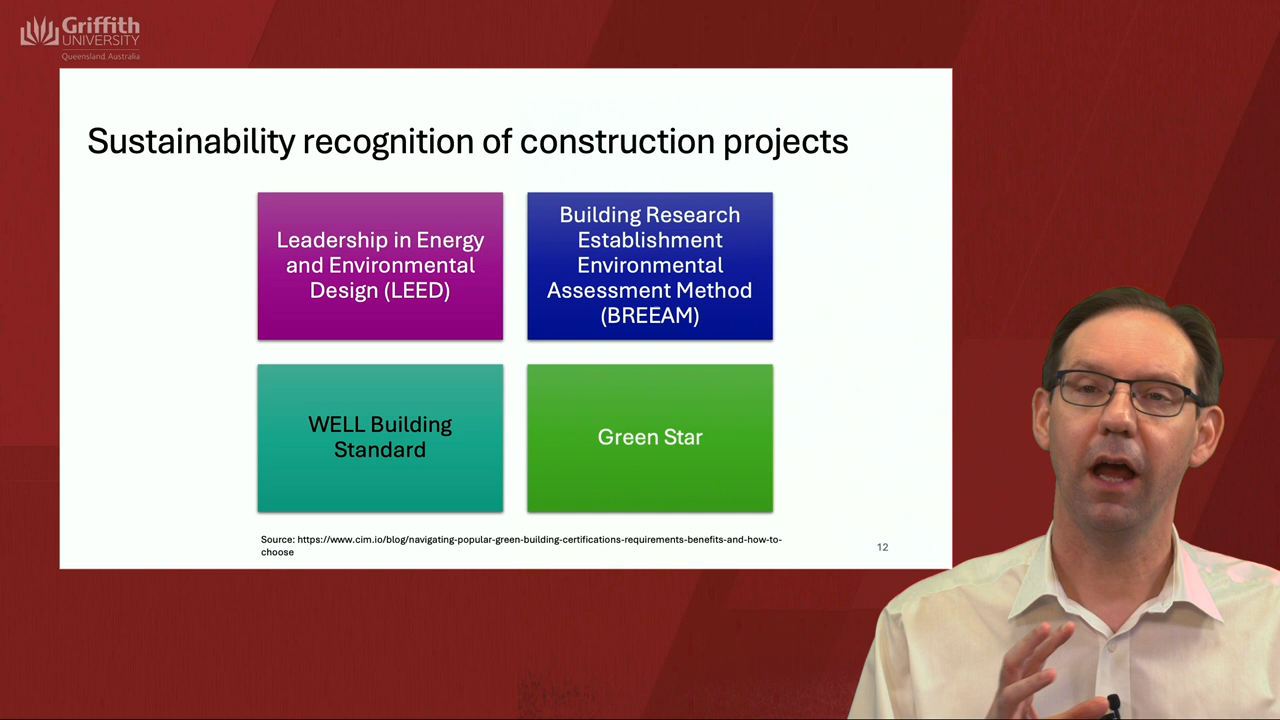 Griffith
UNIVERSITY
Queensland, Australia
Sustainability recognition of construction projects
Leadership in Energy
and Environmental
Design (LEED)
Building Research
Establishment
Environmental
Assessment Method
(BREEAM)
WELL Building
Standard
Green Star
Source: https://www.cim.io/blog/navigating-popular-green-building-certifications-requirements-benefits-and-how-to-
choose
12